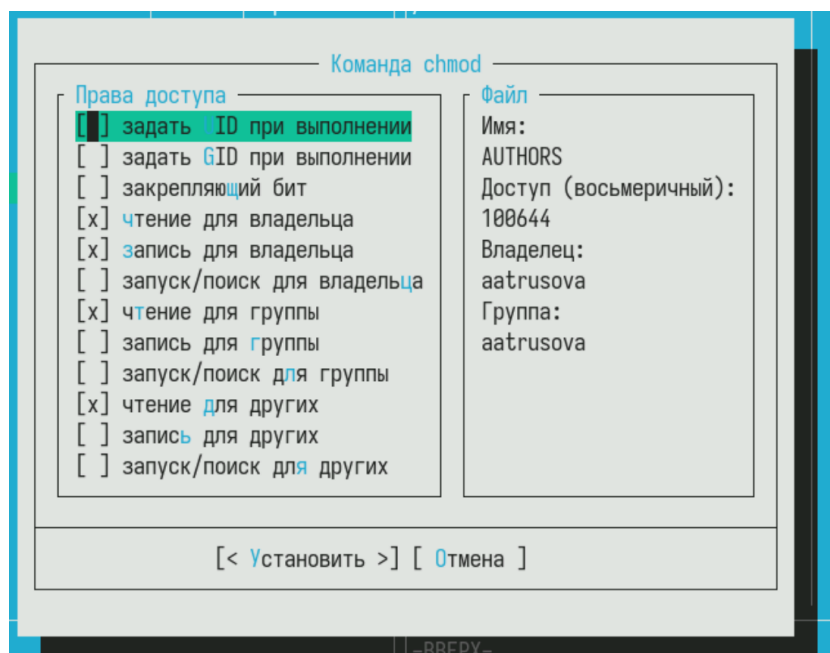 Команда chmod
Права доступа
[ ] задать UID при выполнении
[ ] задать GID при выполнении
[ ] закрепляющий бит
[x] чтение для владельца
[x] запись для владельца
[ ] запуск/поиск для владельца
[x] чтение для группы
[ ] запись для группы
[ ] запуск/поиск для группы
[x] чтение для других
[ ] запись для других
[ ] запуск/поиск для других
Файл
Имя:
AUTHORS
Доступ (восьмеричный):
100644
Владелец:
aatrusova
Группа:
aatrusova
[< Установить >] [ Отмена ]
-ВВЕРХ-